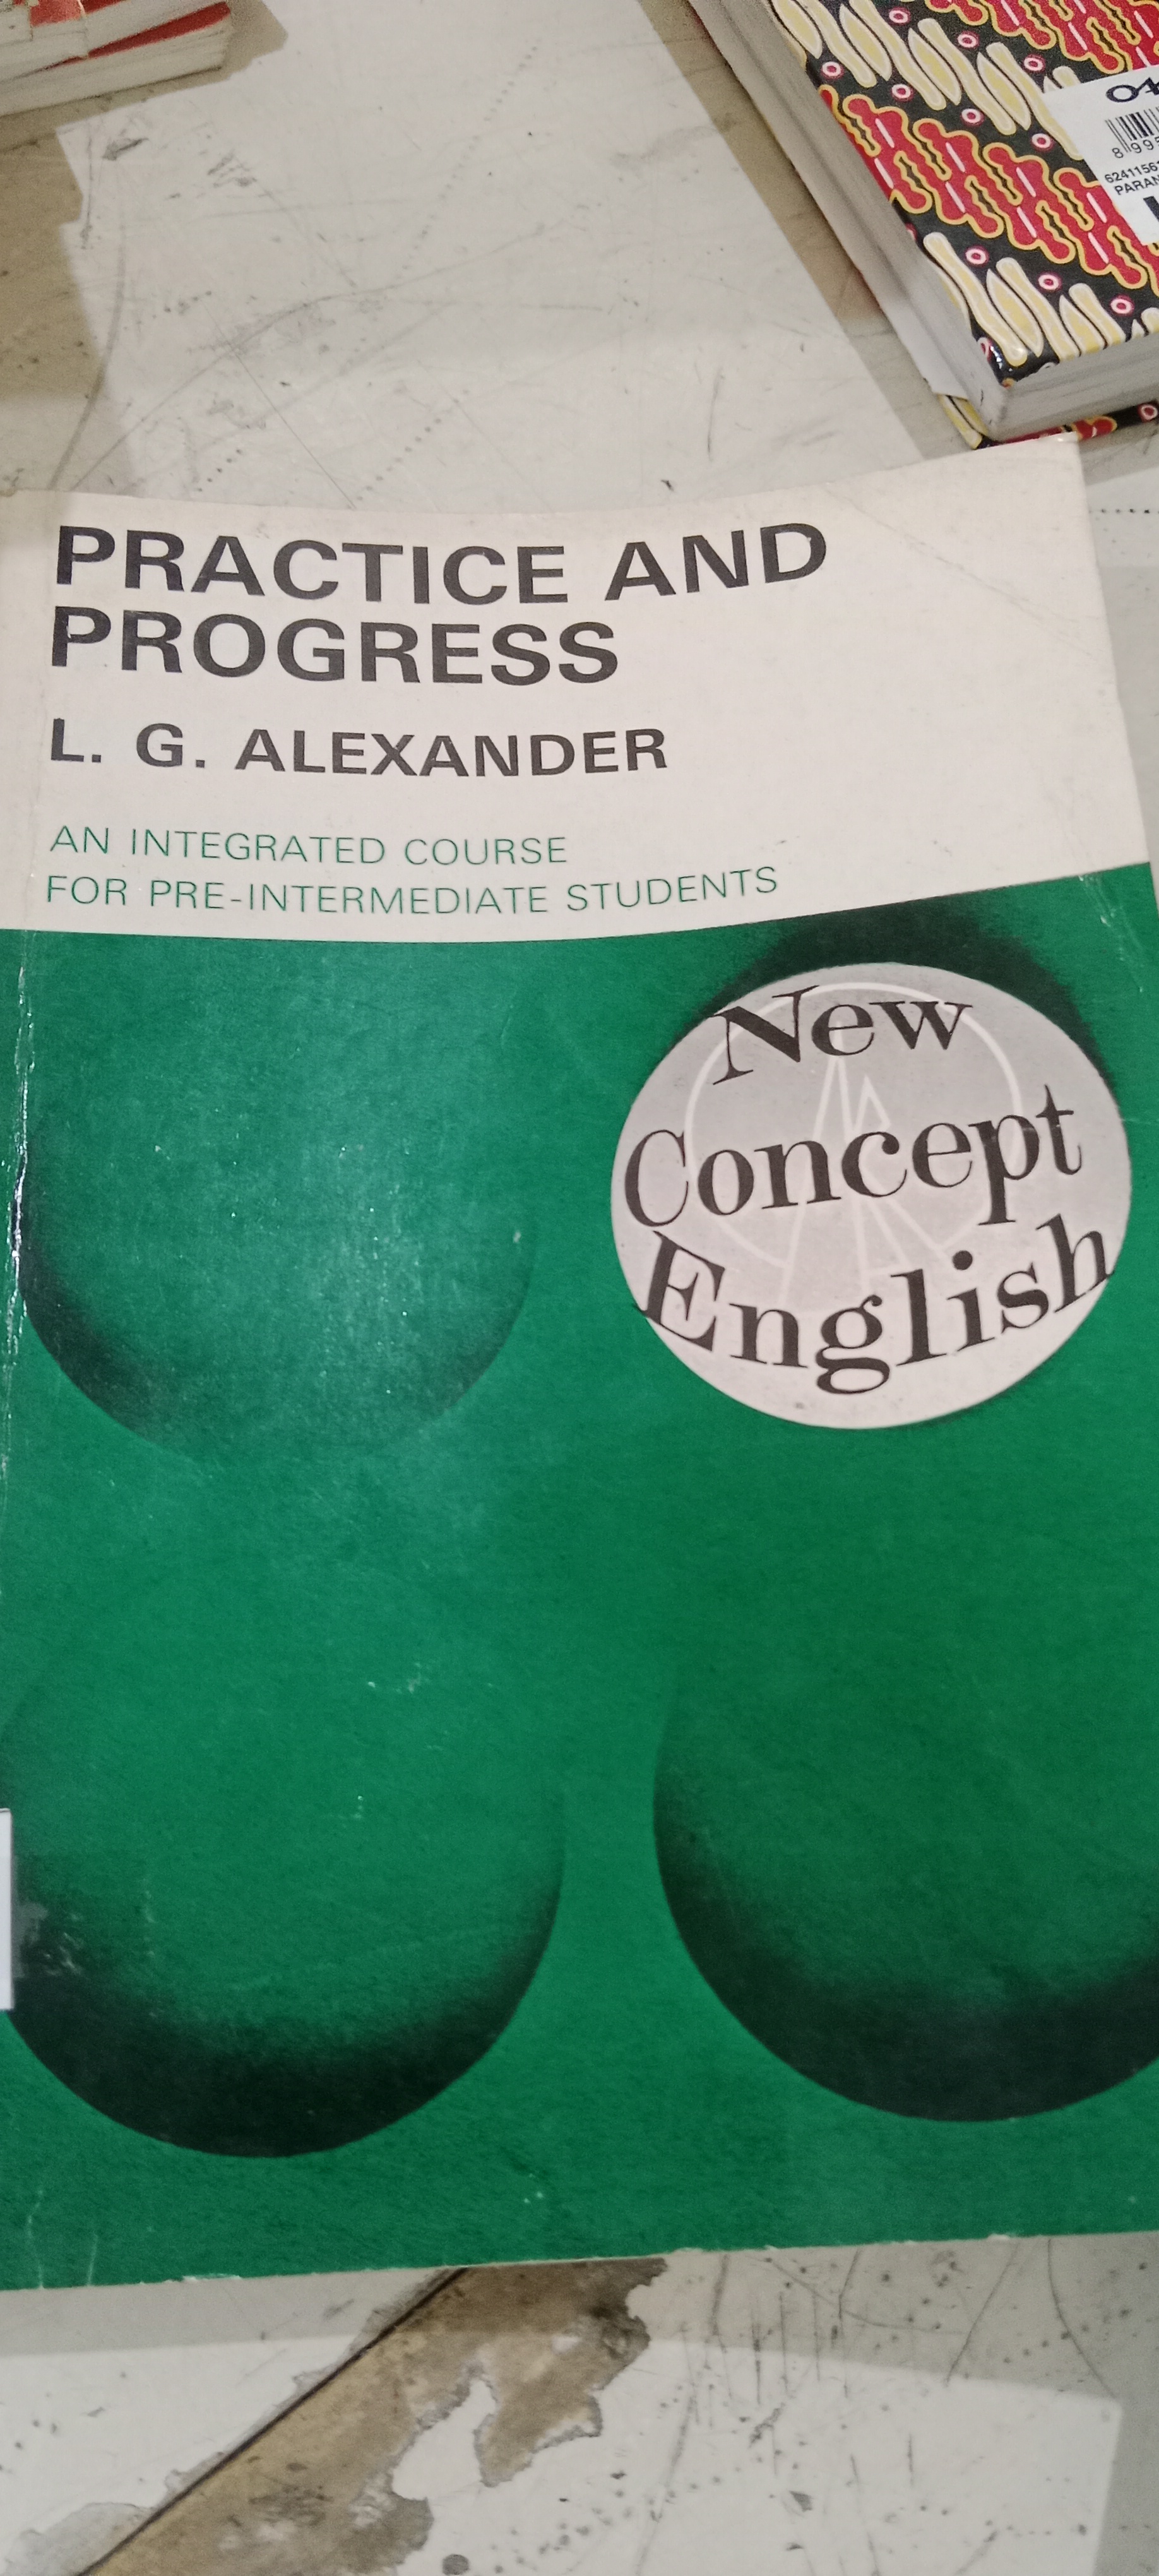 PRACTICE AND
PROGRESS
L. G. ALEXANDER
AN INTEGRATED COURSE
FOR PRE-INTERMEDIATE STUDENTS
New
Concept
English